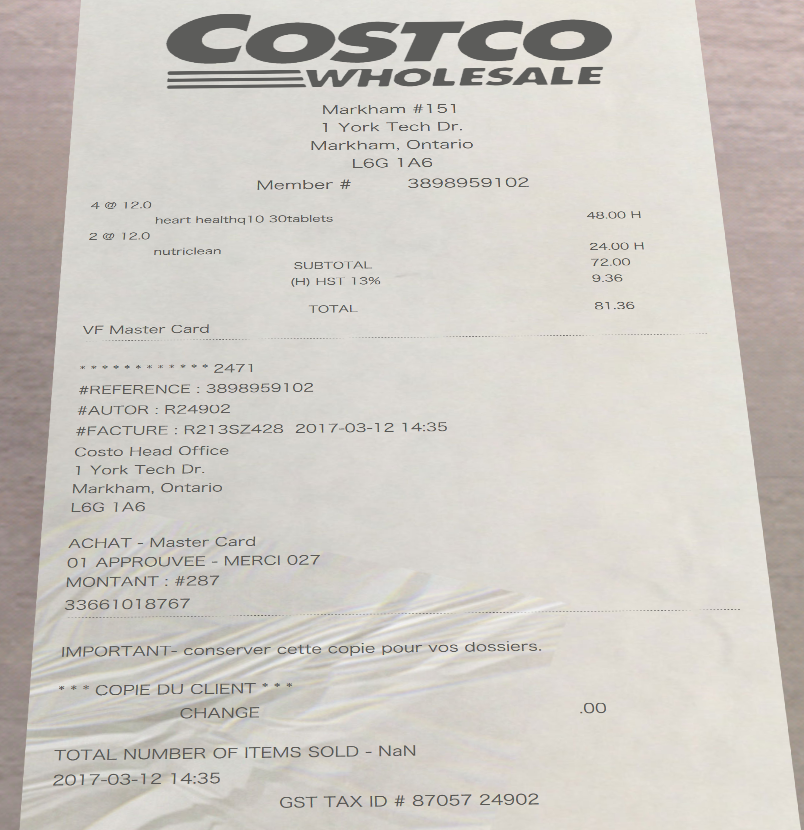 COSTCO
WHOLESALE
Markham #151
1 York Tech Dr.
Markham, Ontario
L6G 1A6
Member # 3898959102
4 @ 12.0
heart healthq10 30tablets 48.00 H
2 @ 12.0
nutriclean 24.00 H
SUBTOTAL 72.00
(H) HST 13% 9.36
TOTAL 81.36
VF Master Card
* * * * * * * * * * * * 2471
#REFERENCE : 3898959102
#AUTOR : R24902
#FACTURE : R213SZ428 2017-03-12 14:35
Costo Head Office
1 York Tech Dr.
Markham, Ontario
L6G 1A6
ACHAT - Master Card
01 APPROUVEE - MERCI 027
MONTANT : #287
33661018767
IMPORTANT- conserver cette copie pour vos dossiers.
* * * COPIE DU CLIENT * * *
CHANGE .00
TOTAL NUMBER OF ITEMS SOLD - NaN
2017-03-12 14:35
GST TAX ID # 87057 24902